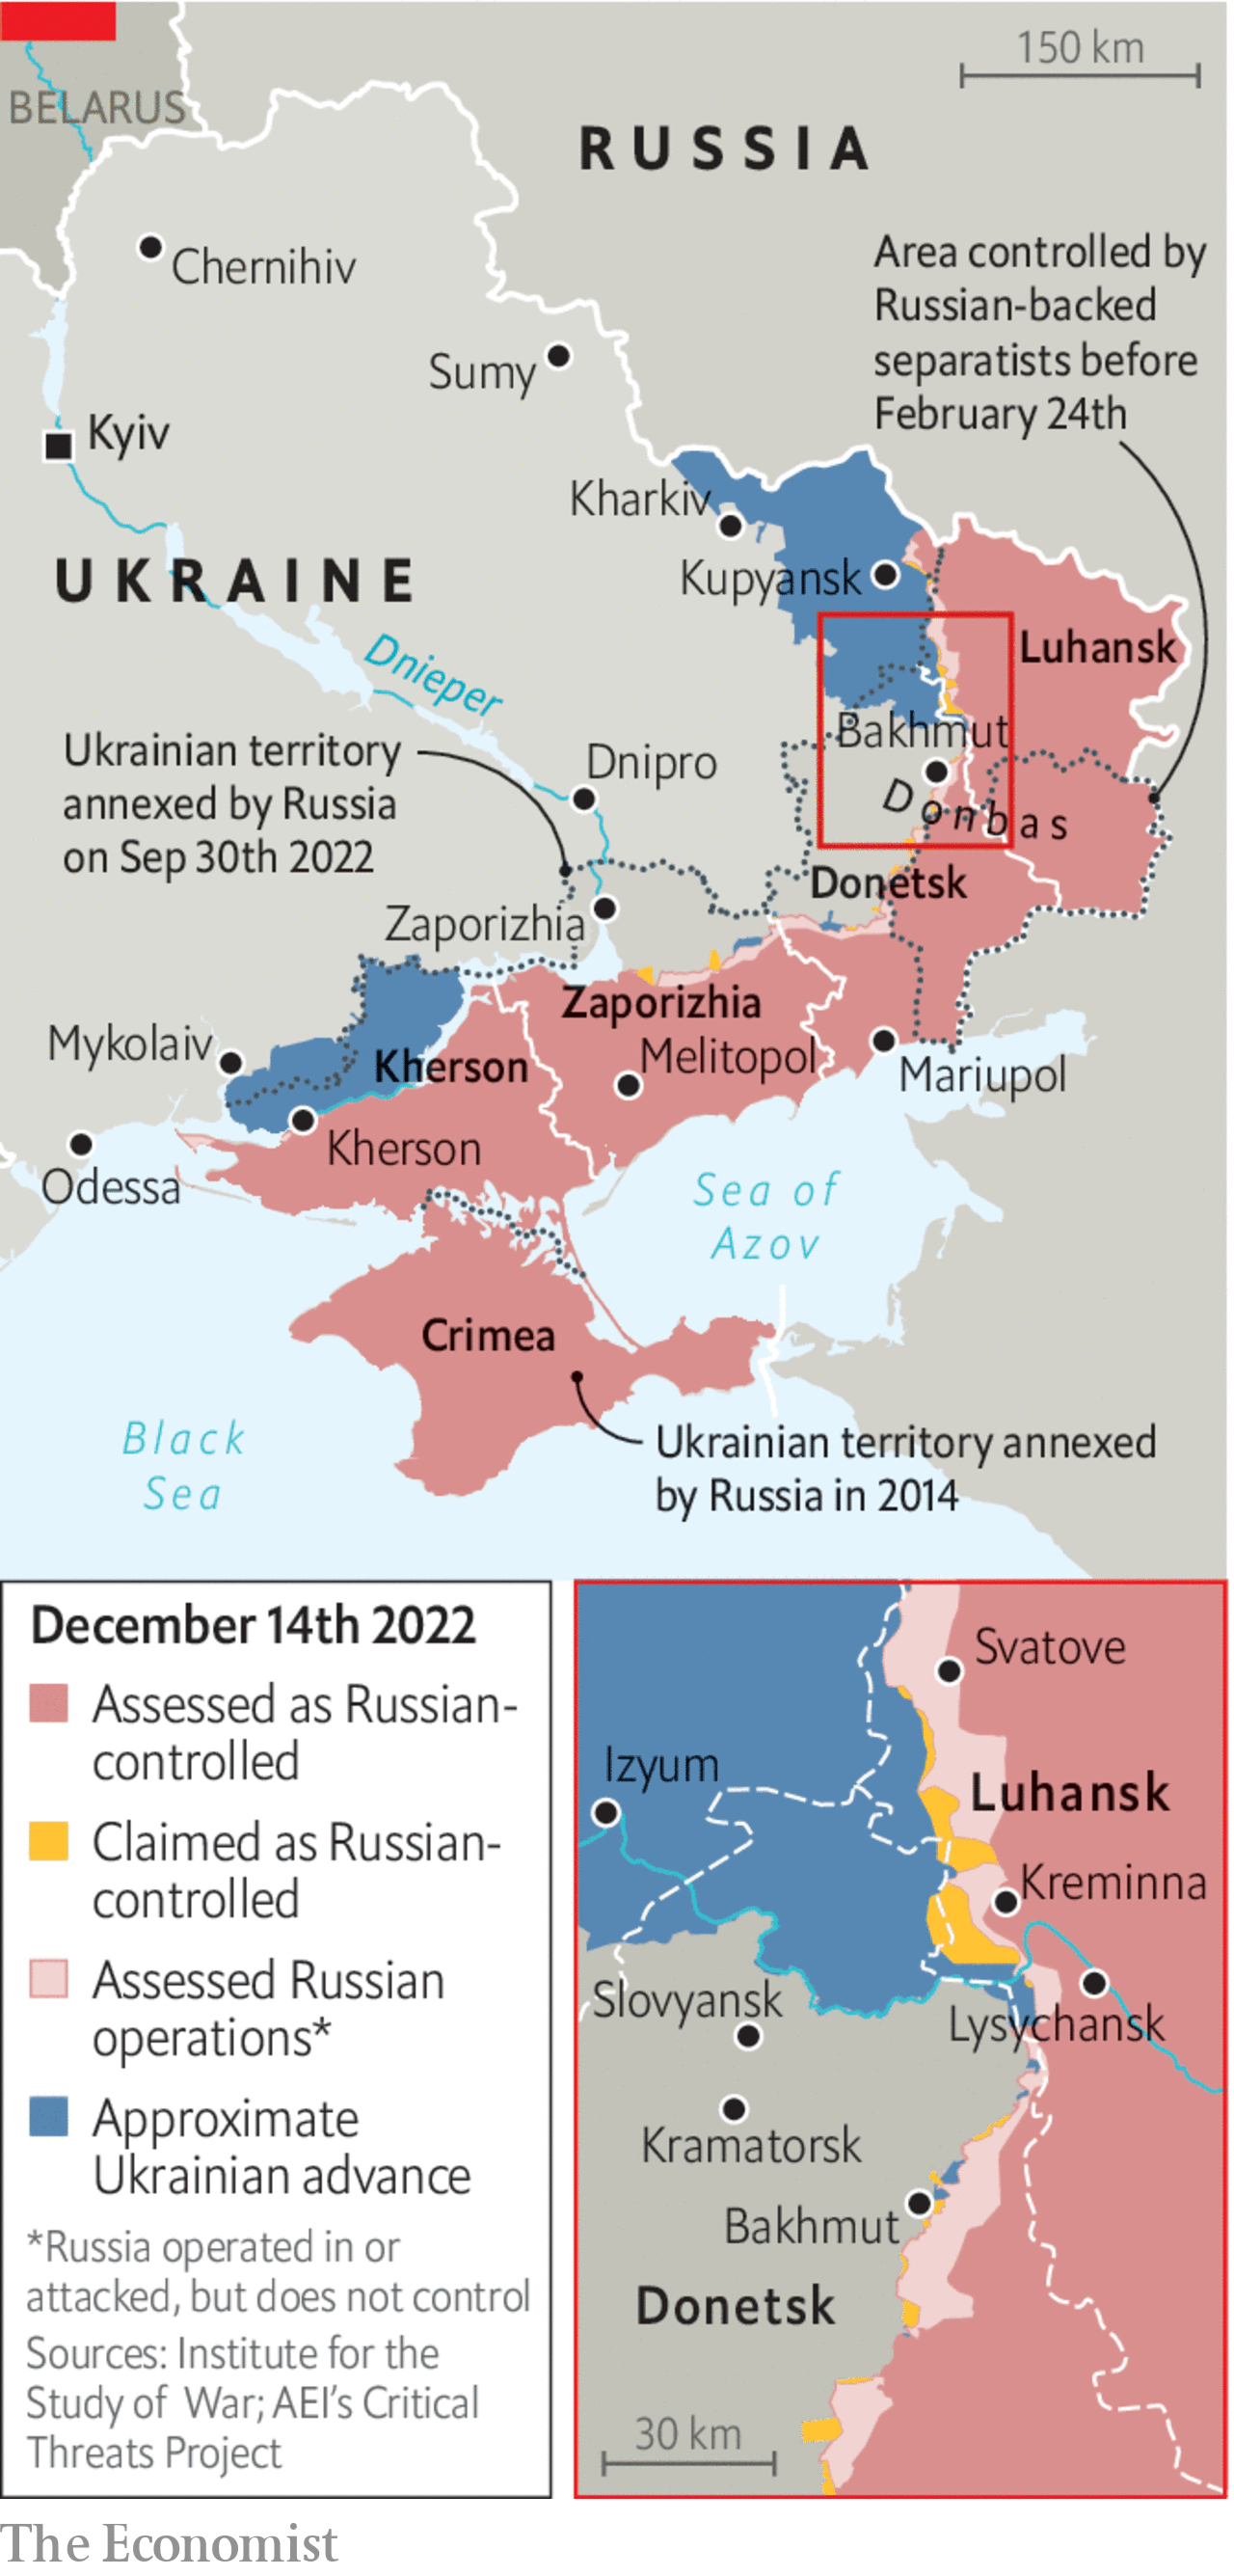 150 km
BELARUS
RUSSIA
Chernihiv
Area controlled by
Russian-backed
separatists before
February 24th
Sumy
Kyiv
Kharkiv
UKRAINE
Kupyansk
Luhansk
Dnieper
Bakhmut
Ukrainian territory
annexed by Russia
on Sep 30th 2022
Dnipro
Donbas
Donetsk
Zaporizhia
Zaporizhia
Mykolaiv
Kherson
Melitopol
Mariupol
Kherson
Odessa
Sea of
Azov
Crimea
Black
Sea
Ukrainian territory annexed
by Russia in 2014
December 14th 2022
Assessed as Russian-
controlled
Claimed as Russian-
controlled
Assessed Russian
operations*
Approximate
Ukrainian advance
*Russia operated in or
attacked, but does not control
Sources: Institute for the
Study of War; AEI’s Critical
Threats Project
Svatove
Izyum
Luhansk
Kreminna
Slovyansk
Lysychansk
Kramatorsk
Bakhmut
Donetsk
30 km
The Economist